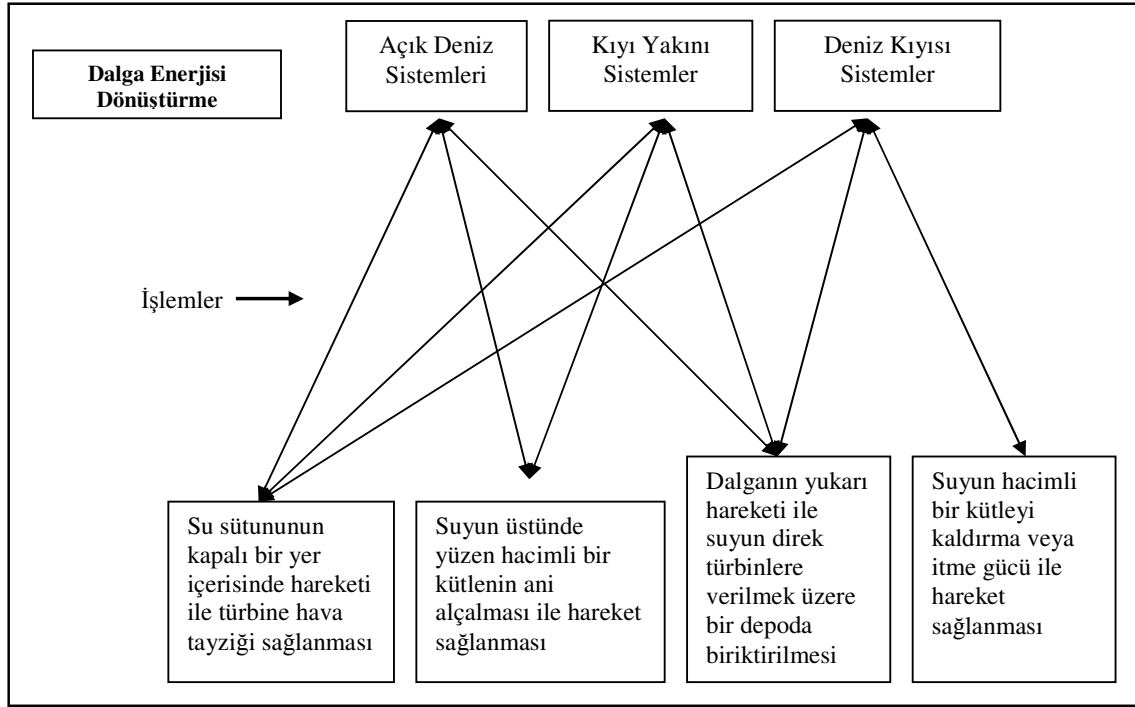 Dalga Enerjisi
Dönüştürme
Açık Deniz
Sistemleri
Kıyı Yakını
Sistemler
Deniz Kıyısı
Sistemler
İşlemler
Su sütununun
kapalı bir yer
içerisinde hareketi
ile türbine hava
tayziği sağlanması
Suyun üstünde
yüzen hacimli bir
kütlenin ani
alçalması ile hareket
sağlanması
Dalganın yukarı
hareketi ile
suyun direk
türbinlere
verilmek üzere
bir depoda
biriktirilmesi
Suyun hacimli
bir kütleyi
kaldırma veya
itme gücü ile
hareket
sağlanması